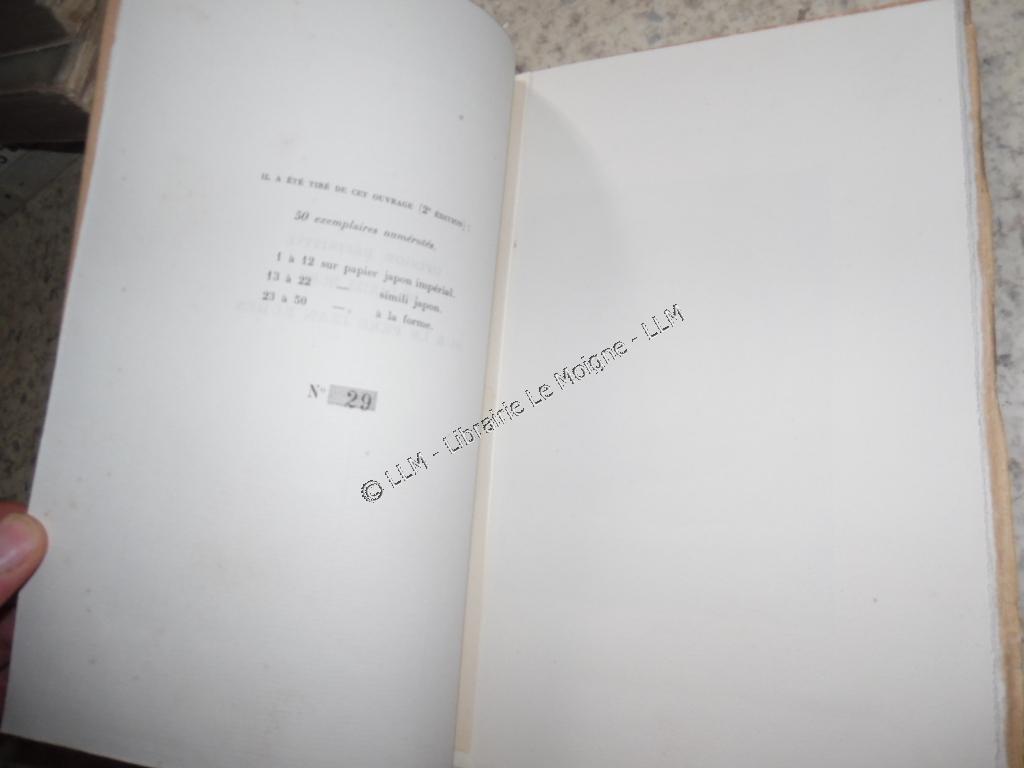 IL A ÉTÉ TIRÉ DE CET OUVRAGE (2e ÉDITION) :
50 exemplaires numérotés.
1 à 12 sur papier japon impérial.
13 à 22 — simili japon.
23 à 50 —, à la forme.
N° 29
© LLM - Librairie Le Moigne - LLM